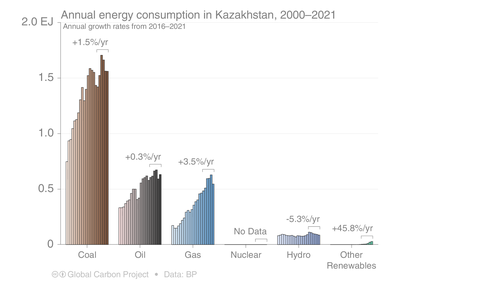 Annual energy consumption in Kazakhstan, 2000–2021
Annual growth rates from 2016–2021
2.0 EJ
1.5
1.0
0.5
0
+1.5%/yr
+0.3%/yr
+3.5%/yr
No Data
-5.3%/yr
+45.8%/yr
Coal
Oil
Gas
Nuclear
Hydro
Other
Renewables
Global Carbon Project • Data: BP